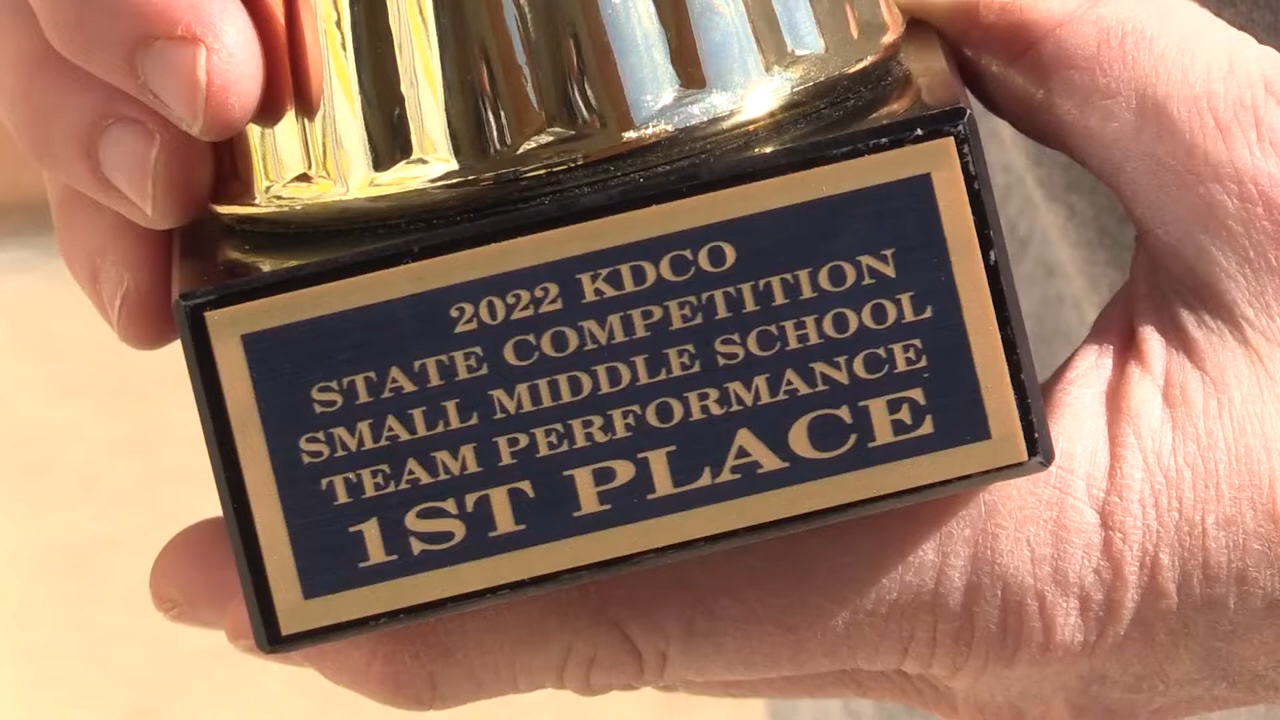 2022 KDCO
STATE COMPETITION
SMALL MIDDLE SCHOOL
TEAM PERFORMANCE
1ST PLACE